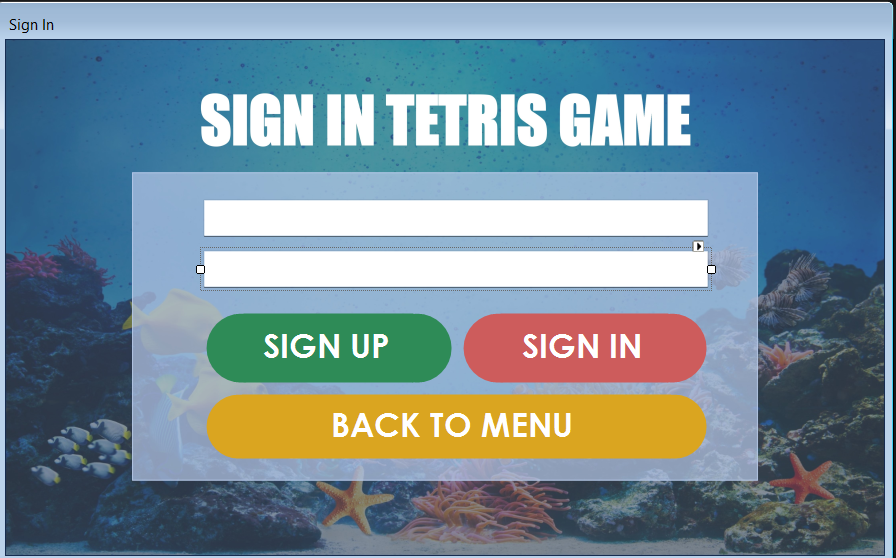 Sign In
SIGN IN TETRIS GAME
SIGN UP
SIGN IN
BACK TO MENU